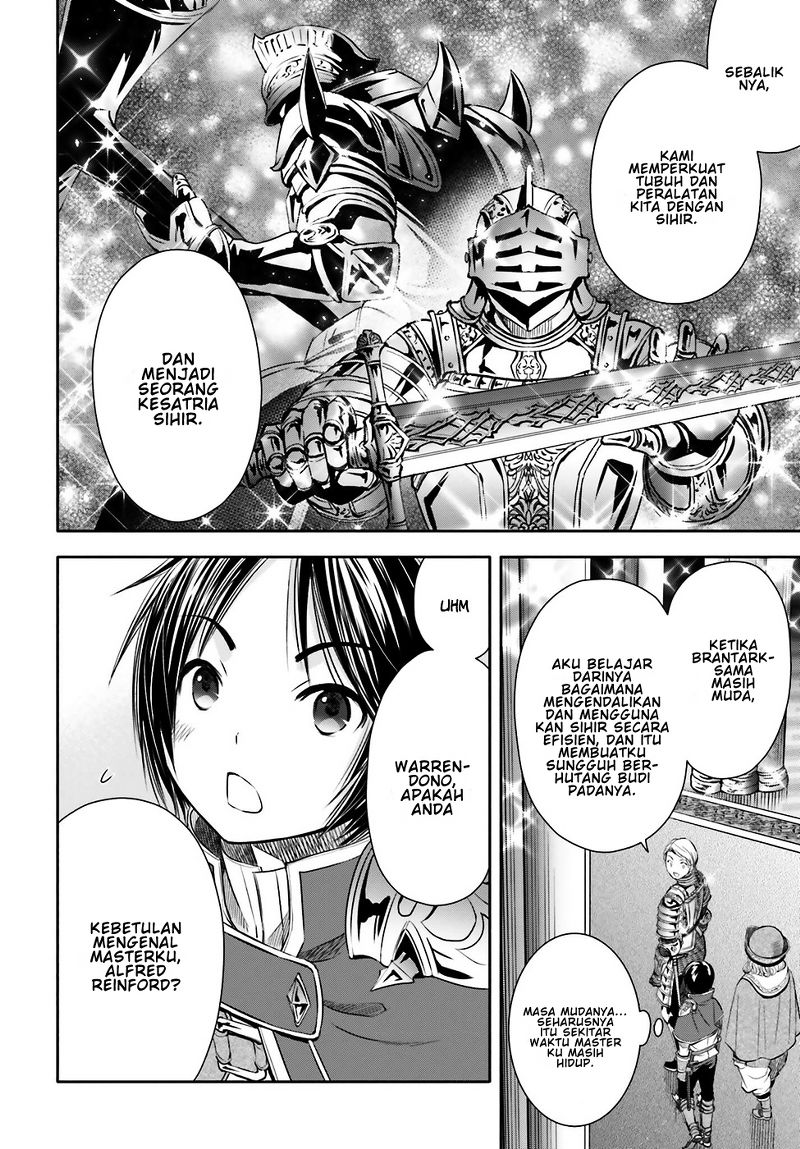 SEBALIK
NYA,
KAMI
MEMPERKUAT
TUBUH DAN
PERALATAN
KITA DENGAN
SIHIR.
DAN
MENJADI
SEORANG
KESATRIA
SIHIR.
KETIKA
BRANTARK-
SAMA
MASIH
MUDA,
AKU BELAJAR
DARINYA
BAGAIMANA
MENGENDALIKAN
DAN MENGGUNA
KAN SIHIR SECARA
EFISIEN, DAN ITU
MEMBUATKU
SUNGGUH BER-
HUTANG BUDI
PADANYA.
MASA MUDANYA...
SEHARUSNYA
ITU SEKITAR
WAKTU MASTER
KU MASIH
HIDUP.
UHM
WARREN-
DONO,
APAKAH
ANDA
KEBETULAN
MENGENAL
MASTERKU,
ALFRED
REINFORD?